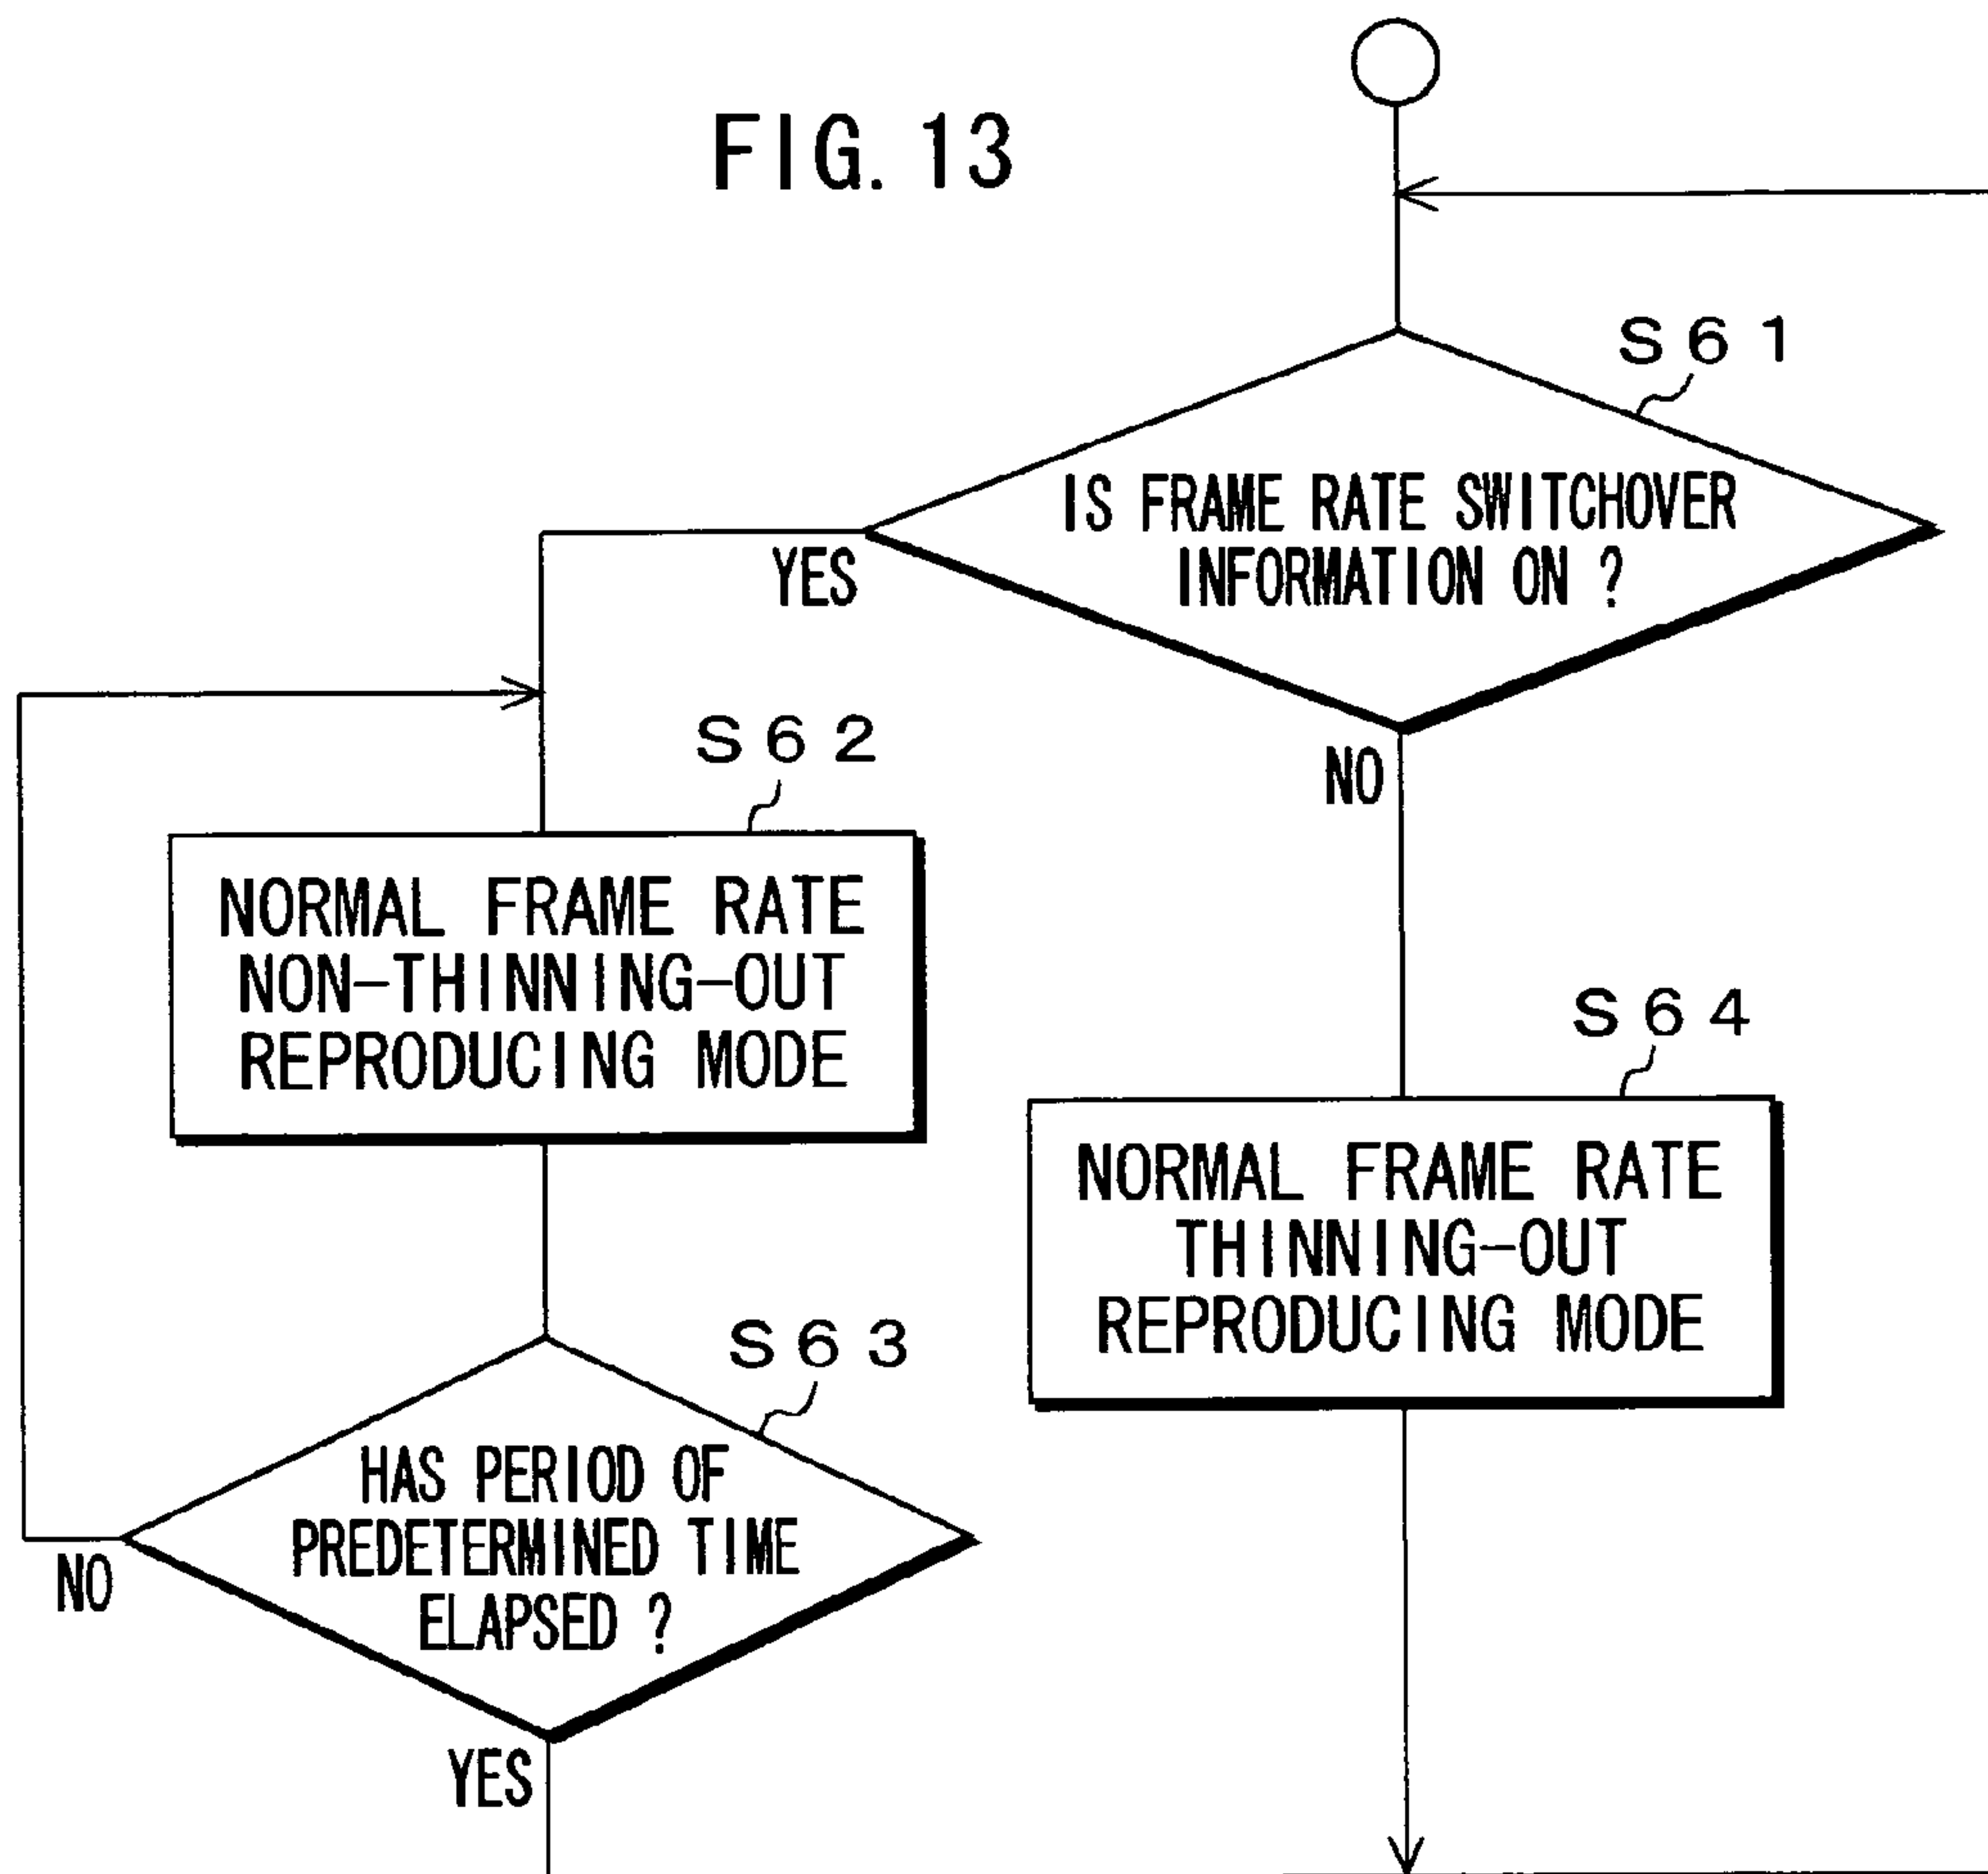 FIG. 13
S61
IS FRAME RATE SWITCHOVER
INFORMATION ON ?
YES
NO
S62
NORMAL FRAME RATE
NON-THINNING-OUT
REPRODUCING MODE
S64
NORMAL FRAME RATE
THINNING-OUT
REPRODUCING MODE
S63
HAS PERIOD OF
PREDETERMINED TIME
ELAPSED ?
NO
YES